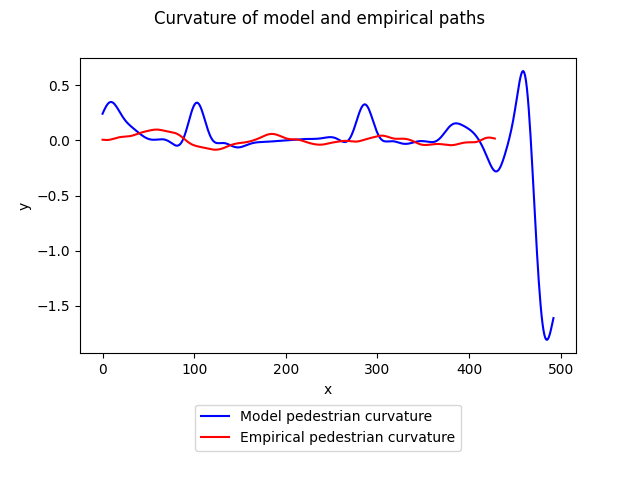 Curvature of model and empirical paths
0.5
0.0
−0.5
−1.0
−1.5
y
0 100 200 300 400 500
x
Model pedestrian curvature
Empirical pedestrian curvature